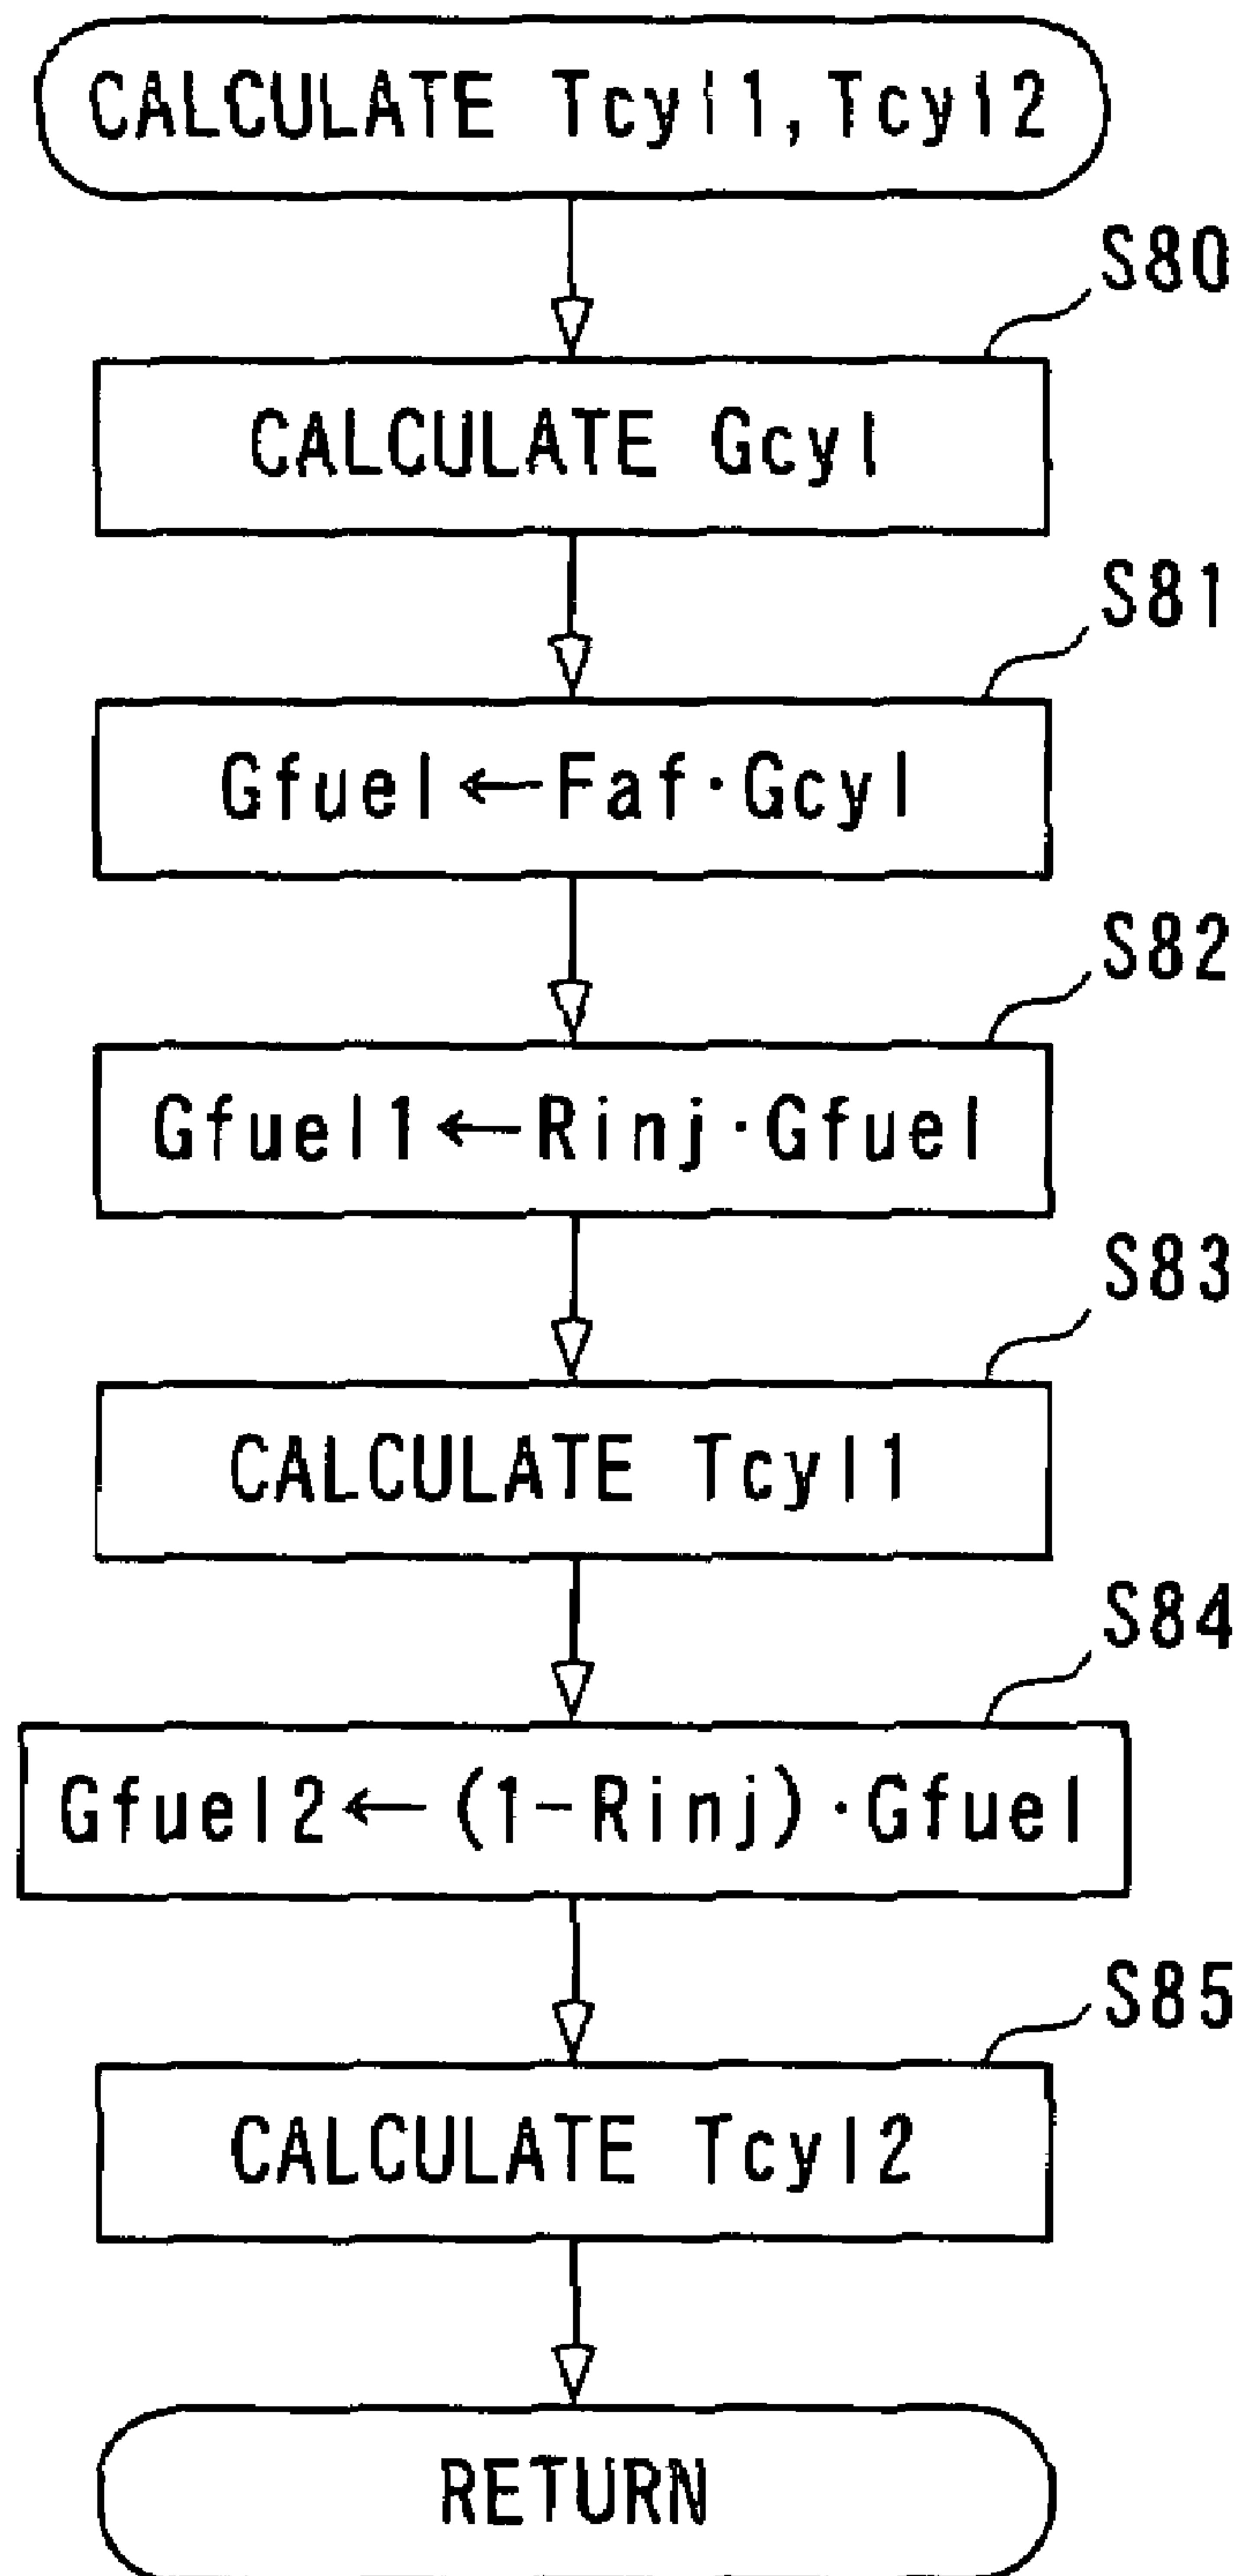 CALCULATE Tcyl1, Tcyl2
S80
CALCULATE Gcyl
S81
Gfuel←Faf·Gcyl
S82
Gfuel1←Rinj·Gfuel
S83
CALCULATE Tcyl1
S84
Gfuel2←(1-Rinj)·Gfuel
S85
CALCULATE Tcyl2
RETURN